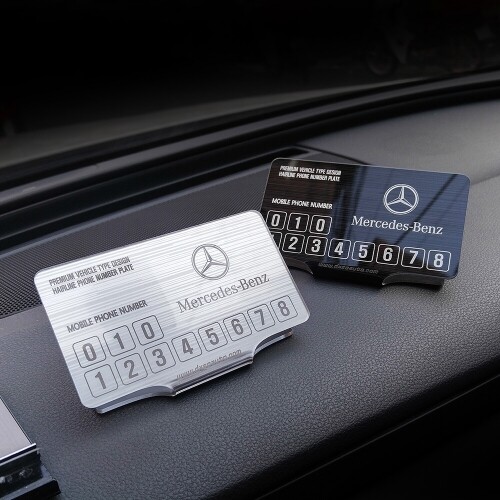 PREMIUM VEHICLE TYPE DESIGN
HAIRLINE PHONE NUMBER PLATE
Mercedes-Benz
MOBILE PHONE NUMBER
0 1 0
1 2 3 4 5 6 7 8
PREMIUM VEHICLE TYPE DESIGN
HAIRLINE PHONE NUMBER PLATE
Mercedes-Benz
MOBILE PHONE NUMBER
0 1 0
2 3 4 5 6 7 8